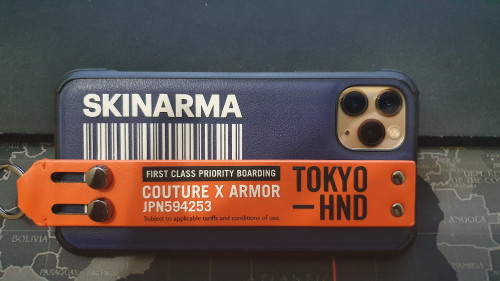 SKINARMA
FIRST CLASS PRIORITY BOARDING
COUTURE X ARMOR
JPN594253
Subject to applicable tariffs and conditions of use.
TOKYO
— HND
BOLIVIA
PARAGUAY
ANGOLA